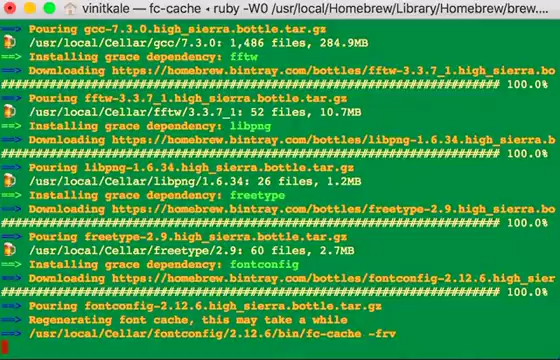 vinitkale — fc-cache ◂ ruby -W0 /usr/local/Homebrew/Library/Homebrew/brew....
==> Pouring gcc-7.3.0.high_sierra.bottle.tar.gz
🍺 /usr/local/Cellar/gcc/7.3.0: 1,486 files, 284.9MB
==> Installing grace dependency: fftw
==> Downloading https://homebrew.bintray.com/bottles/fftw-3.3.7_1.high_sierra.bo
######################################################################## 100.0%
==> Pouring fftw-3.3.7_1.high_sierra.bottle.tar.gz
🍺 /usr/local/Cellar/fftw/3.3.7_1: 52 files, 10.7MB
==> Installing grace dependency: libpng
==> Downloading https://homebrew.bintray.com/bottles/libpng-1.6.34.high_sierra.b
######################################################################## 100.0%
==> Pouring libpng-1.6.34.high_sierra.bottle.tar.gz
🍺 /usr/local/Cellar/libpng/1.6.34: 26 files, 1.2MB
==> Installing grace dependency: freetype
==> Downloading https://homebrew.bintray.com/bottles/freetype-2.9.high_sierra.bo
######################################################################## 100.0%
==> Pouring freetype-2.9.high_sierra.bottle.tar.gz
🍺 /usr/local/Cellar/freetype/2.9: 60 files, 2.7MB
==> Installing grace dependency: fontconfig
==> Downloading https://homebrew.bintray.com/bottles/fontconfig-2.12.6.high_sier
######################################################################## 100.0%
==> Pouring fontconfig-2.12.6.high_sierra.bottle.tar.gz
==> Regenerating font cache, this may take a while
==> /usr/local/Cellar/fontconfig/2.12.6/bin/fc-cache -frv